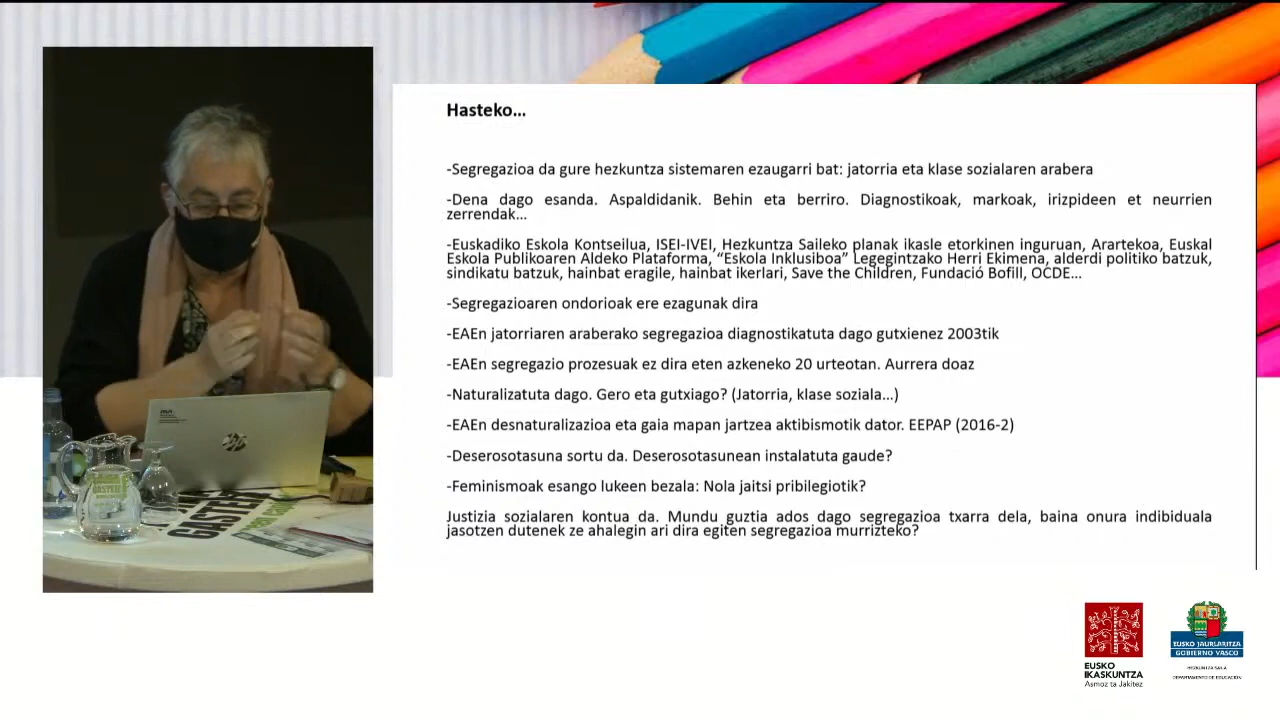 Hasteko...
-Segregazioa da gure hezkuntza sistemaren ezaugarri bat: jatorria eta klase sozialaren arabera
-Dena dago esanda. Aspaldidanik. Behin eta berriro. Diagnostikoak, markoak, irizpideen et neurrien
zerrendak...
-Euskadiko Eskola Kontseilua, ISEI-IVEI, Hezkuntza Saileko planak ikasle etorkinen inguruan, Arartekoa, Euskal
Eskola Publikoaren Aldeko Plataforma, “Eskola Inklusiboa” Legegintzako Herri Ekimena, alderdi politiko batzuk,
sindikatu batzuk, hainbat eragile, hainbat ikerlari, Save the Children, Fundació Bofill, OCDE...
-Segregazioaren ondorioak ere ezagunak dira
-EAEn jatorriaren araberako segregazioa diagnostikatuta dago gutxienez 2003tik
-EAEn segregazio prozesuak ez dira eten azkeneko 20 urteotan. Aurrera doaz
-Naturalizatuta dago. Gero eta gutxiago? (Jatorria, klase soziala...)
-EAEn desnaturalizazioa eta gaia mapan jartzea aktibismotik dator. EEPAP (2016-2)
-Deserosotasuna sortu da. Deserosotasunean instalatuta gaude?
-Feminismoak esango lukeen bezala: Nola jaitsi pribilegiotik?
Justizia sozialaren kontua da. Mundu guztia ados dago segregazioa txarra dela, baina onura indibiduala
jasotzen dutenek ze ahalegin ari dira egiten segregazioa murrizteko?
hp
GASTEIZ
EUSKO
IKASKUNTZA
Asmoz ta Jakitez
EUSKO JAURLARITZA
GOBIERNO VASCO
HEZKUNTZA SAILA
DEPARTAMENTO DE EDUCACIÓN